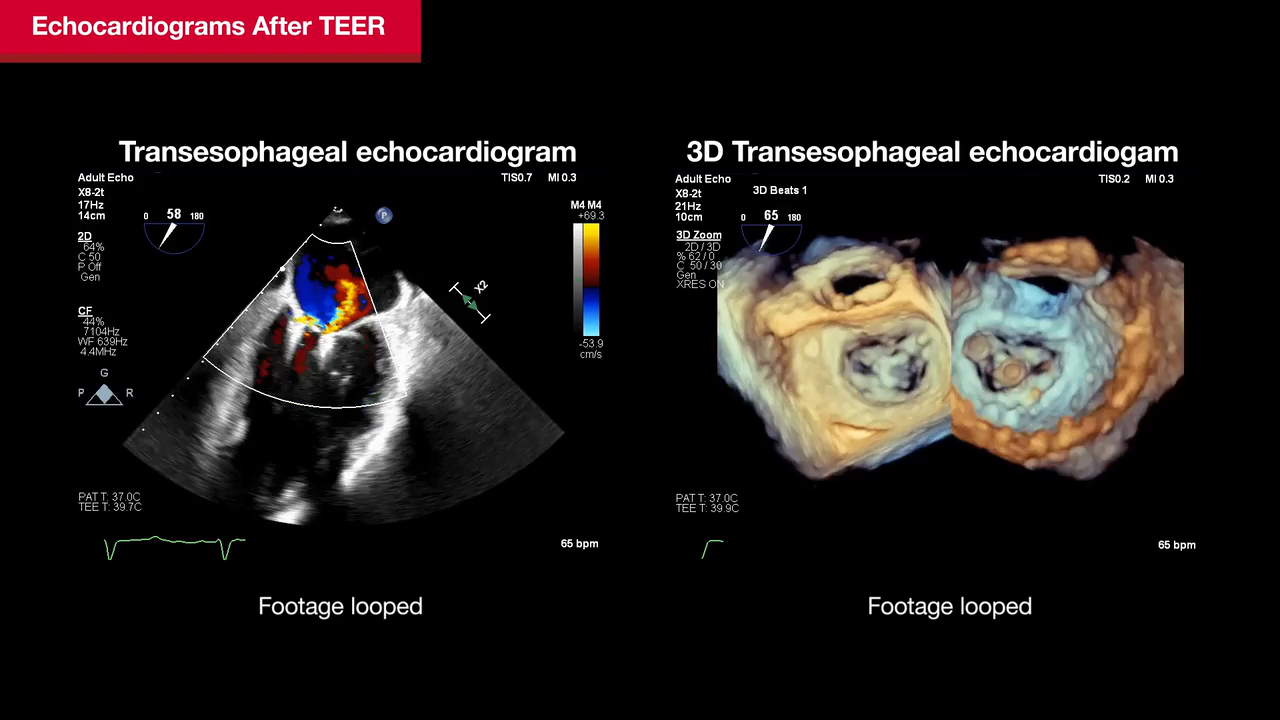 Echocardiograms After TEER
Transesophageal echocardiogram
Adult Echo
TIS0.7 MI 0.3
X8-2t
17Hz
14cm
0 58 180
P
M4 M4
+69.3
2D
64%
C 50
P Off
Gen
X2
CF
44%
7104Hz
WF 639Hz
4.4MHz
-53.9
cm/s
G
P R
PAT T: 37.0C
TEE T: 39.7C
65 bpm
Footage looped
3D Transesophageal echocardiogam
Adult Echo
TIS0.2 MI 0.3
X8-2t
3D Beats 1
21Hz
10cm
0 65 180
3D Zoom
2D / 3D
% 62 / 0
C 50 / 30
Gen
XRES ON
PAT T: 37.0C
TEE T: 39.9C
65 bpm
Footage looped